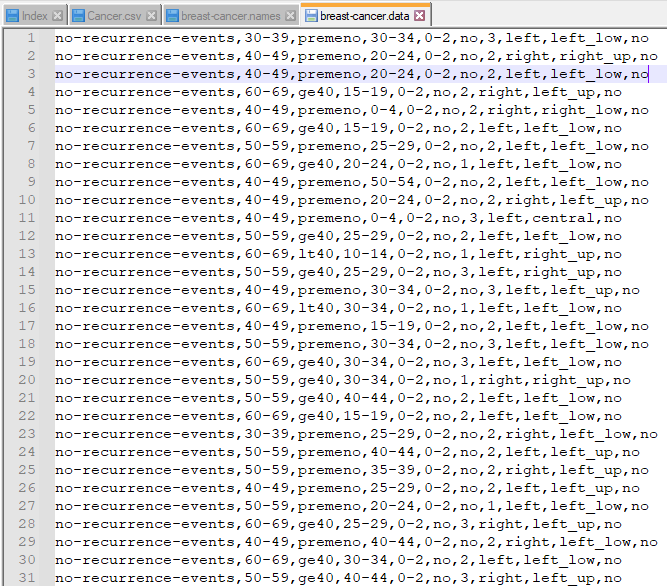 Index Cancer.csv breast-cancer.names breast-cancer.data
1 no-recurrence-events,30-39,premeno,30-34,0-2,no,3,left,left_low,no
2 no-recurrence-events,40-49,premeno,20-24,0-2,no,2,right,right_up,no
3 no-recurrence-events,40-49,premeno,20-24,0-2,no,2,left,left_low,no
4 no-recurrence-events,60-69,ge40,15-19,0-2,no,2,right,left_up,no
5 no-recurrence-events,40-49,premeno,0-4,0-2,no,2,right,right_low,no
6 no-recurrence-events,60-69,ge40,15-19,0-2,no,2,left,left_low,no
7 no-recurrence-events,50-59,premeno,25-29,0-2,no,2,left,left_low,no
8 no-recurrence-events,60-69,ge40,20-24,0-2,no,1,left,left_low,no
9 no-recurrence-events,40-49,premeno,50-54,0-2,no,2,left,left_low,no
10 no-recurrence-events,40-49,premeno,20-24,0-2,no,2,right,left_up,no
11 no-recurrence-events,40-49,premeno,0-4,0-2,no,3,left,central,no
12 no-recurrence-events,50-59,ge40,25-29,0-2,no,2,left,left_low,no
13 no-recurrence-events,60-69,lt40,10-14,0-2,no,1,left,right_up,no
14 no-recurrence-events,50-59,ge40,25-29,0-2,no,3,left,right_up,no
15 no-recurrence-events,40-49,premeno,30-34,0-2,no,3,left,left_up,no
16 no-recurrence-events,60-69,lt40,30-34,0-2,no,1,left,left_low,no
17 no-recurrence-events,40-49,premeno,15-19,0-2,no,2,left,left_low,no
18 no-recurrence-events,50-59,premeno,30-34,0-2,no,3,left,left_low,no
19 no-recurrence-events,60-69,ge40,30-34,0-2,no,3,left,left_low,no
20 no-recurrence-events,50-59,ge40,30-34,0-2,no,1,right,right_up,no
21 no-recurrence-events,50-59,ge40,40-44,0-2,no,2,left,left_low,no
22 no-recurrence-events,60-69,ge40,15-19,0-2,no,2,left,left_low,no
23 no-recurrence-events,30-39,premeno,25-29,0-2,no,2,right,left_low,no
24 no-recurrence-events,50-59,premeno,40-44,0-2,no,2,left,left_up,no
25 no-recurrence-events,50-59,premeno,35-39,0-2,no,2,right,left_up,no
26 no-recurrence-events,40-49,premeno,25-29,0-2,no,2,left,left_up,no
27 no-recurrence-events,50-59,premeno,20-24,0-2,no,1,left,left_low,no
28 no-recurrence-events,60-69,ge40,25-29,0-2,no,3,right,left_up,no
29 no-recurrence-events,40-49,premeno,40-44,0-2,no,2,right,left_low,no
30 no-recurrence-events,60-69,ge40,30-34,0-2,no,2,left,left_low,no
31 no-recurrence-events,50-59,ge40,40-44,0-2,no,3,right,left_up,no